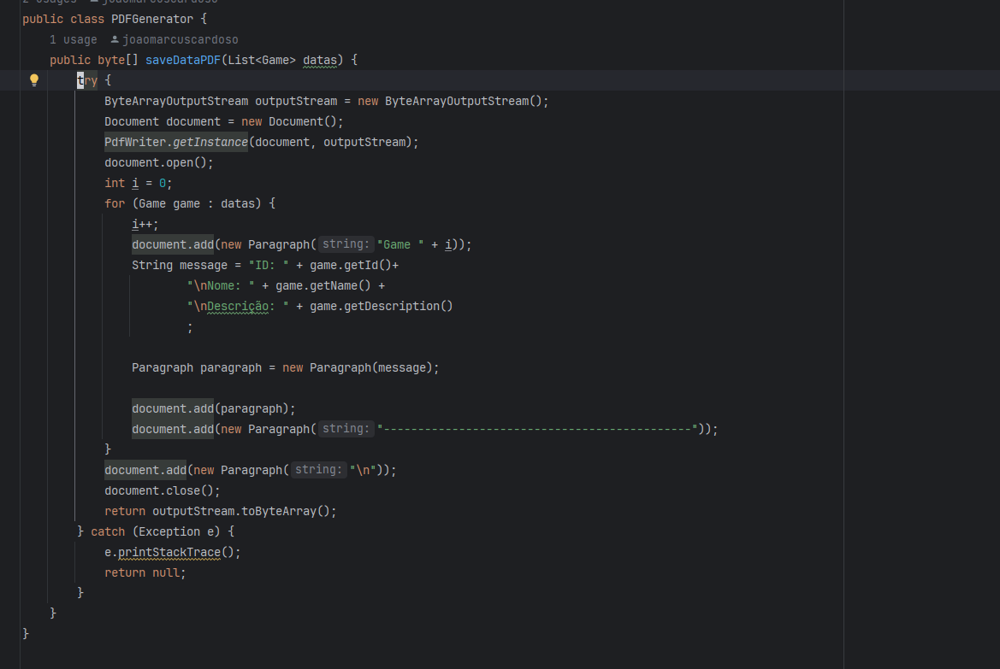 2 usages joaomarcuscardoso
public class PDFGenerator {
1 usage joaomarcuscardoso
public byte[] saveDataPDF(List<Game> datas) {
try {
ByteArrayOutputStream outputStream = new ByteArrayOutputStream();
Document document = new Document();
PdfWriter.getInstance(document, outputStream);
document.open();
int i = 0;
for (Game game : datas) {
i++;
document.add(new Paragraph( string: "Game " + i));
String message = "ID: " + game.getId()+
"\nNome: " + game.getName() +
"\nDescrição: " + game.getDescription()
;
Paragraph paragraph = new Paragraph(message);
document.add(paragraph);
document.add(new Paragraph( string: "---------------------------------------------"));
}
document.add(new Paragraph( string: "\n"));
document.close();
return outputStream.toByteArray();
} catch (Exception e) {
e.printStackTrace();
return null;
}
}
}